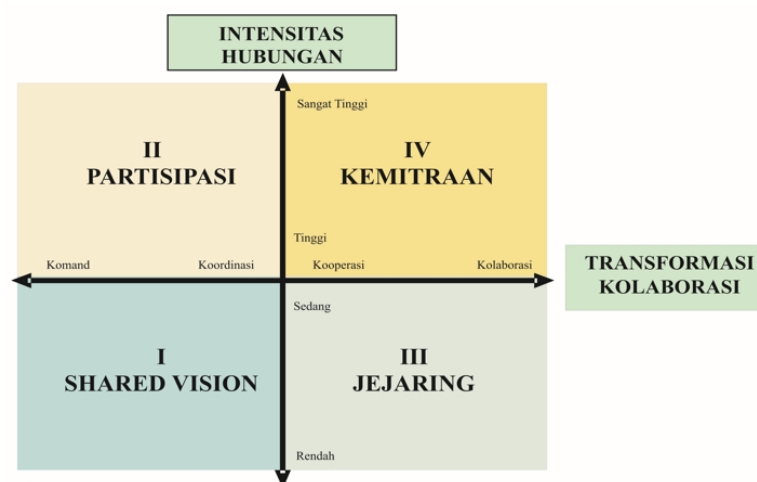 INTENSITAS
HUBUNGAN
Sangat Tinggi
II
PARTISIPASI
IV
KEMITRAAN
Tinggi
Komand
Koordinasi
Kooperasi
Kolaborasi
TRANSFORMASI
KOLABORASI
Sedang
I
SHARED VISION
III
JEJARING
Rendah